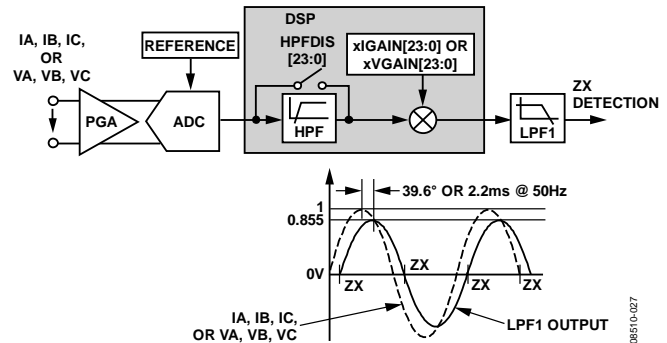 DSP
IA, IB, IC,
OR
VA, VB, VC
REFERENCE
HPFDIS
[23:0]
xIGAIN[23:0] OR
xVGAIN[23:0]
PGA
ADC
HPF
LPF1
ZX
DETECTION
39.6° OR 2.2ms @ 50Hz
1
0.855
0V
ZX
ZX
ZX
ZX
IA, IB, IC,
OR VA, VB, VC
LPF1 OUTPUT
08510-027